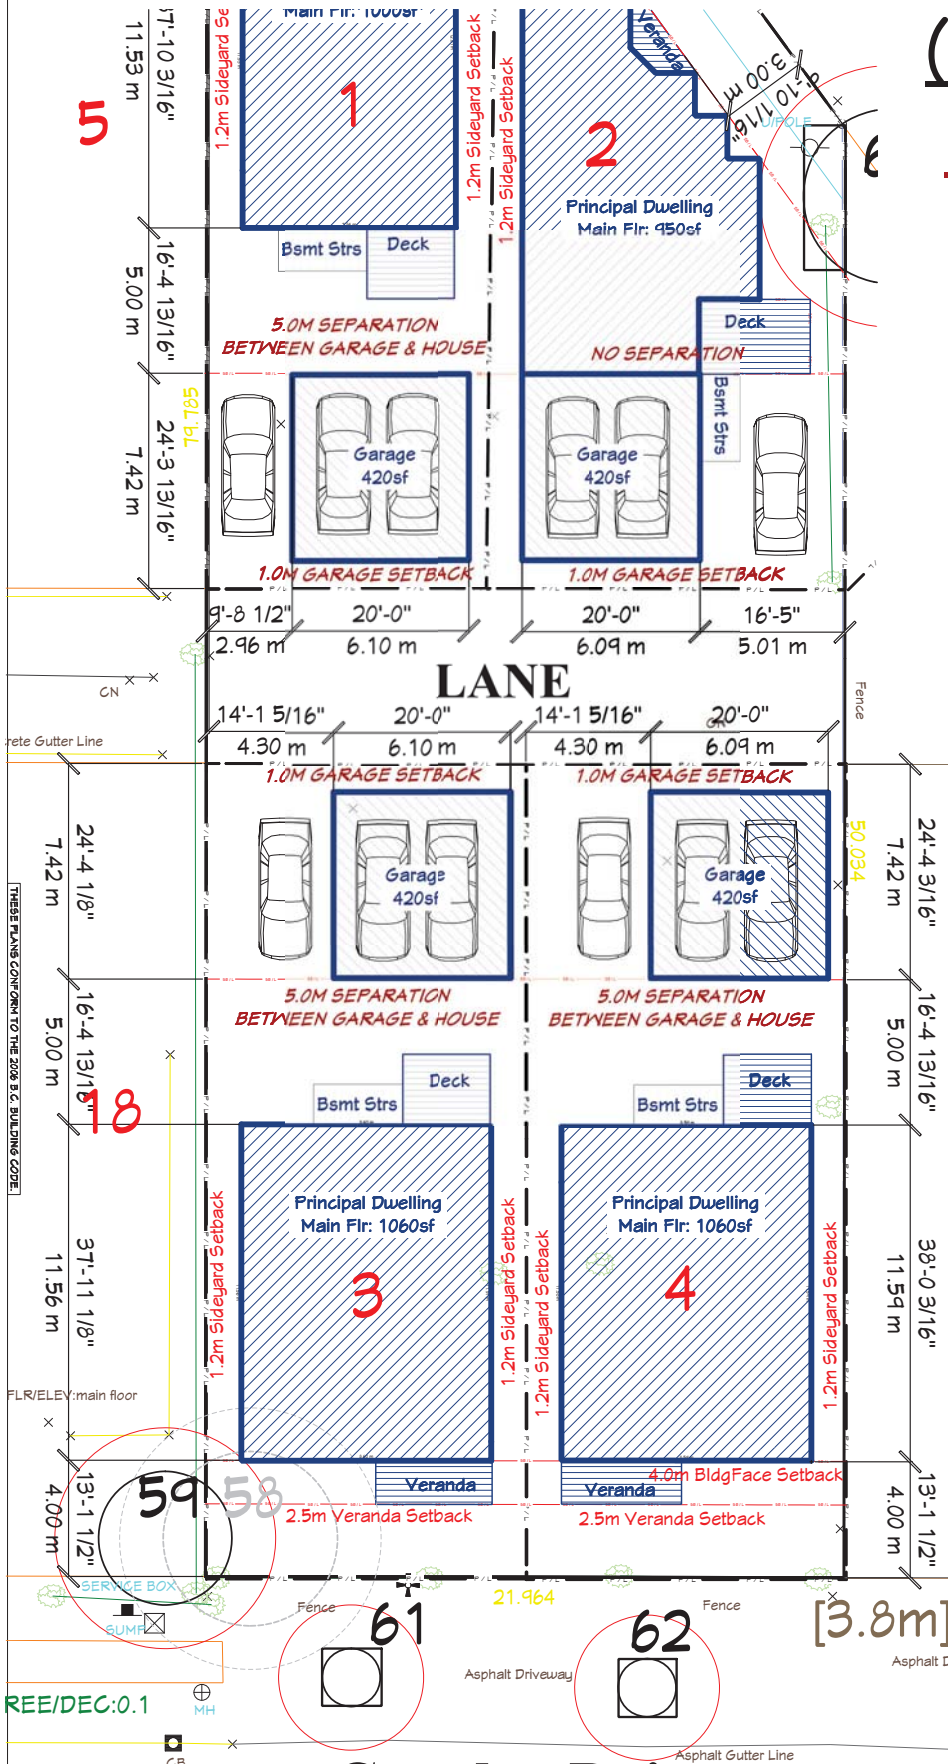 Main Flr: 1000sf
37'-10 3/16"
11.53 m
1.2m Sideyard Se
1.2m Sideyard Setback
1.2m Sideyard Setback
Veranda
3.00 m
9'-10 1/16"
U/POLE
5
1
2
Principal Dwelling
Main Flr: 950sf
Bsmt Strs
Deck
16'-4 13/16"
5.00 m
5.0M SEPARATION
BETWEEN GARAGE & HOUSE
NO SEPARATION
Deck
Bsmt Strs
79.785
24'-3 13/16"
7.42 m
Garage
420sf
Garage
420sf
1.0M GARAGE SETBACK
1.0M GARAGE SETBACK
9'-8 1/2"
20'-0"
20'-0"
16'-5"
2.96 m
6.10 m
6.09 m
5.01 m
LANE
CN
Fence
14'-1 5/16"
20'-0"
14'-1 5/16"
20'-0"
rete Gutter Line
4.30 m
6.10 m
4.30 m
6.09 m
1.0M GARAGE SETBACK
1.0M GARAGE SETBACK
24'-4 1/8"
7.42 m
Garage
420sf
Garage
420sf
50.034
24'-4 3/16"
7.42 m
THESE PLANS CONFORM TO THE 2006 B.C. BUILDING CODE.
5.0M SEPARATION
BETWEEN GARAGE & HOUSE
5.0M SEPARATION
BETWEEN GARAGE & HOUSE
16'-4 13/16"
5.00 m
16'-4 13/16"
5.00 m
18
Deck
Bsmt Strs
Deck
Bsmt Strs
Principal Dwelling
Main Flr: 1060sf
Principal Dwelling
Main Flr: 1060sf
3
4
1.2m Sideyard Setback
1.2m Sideyard Setback
1.2m Sideyard Setback
1.2m Sideyard Setback
37'-11 1/8"
11.56 m
38'-0 3/16"
11.59 m
FLR/ELEV:main floor
59
58
Veranda
4.0m BldgFace Setback
Veranda
2.5m Veranda Setback
2.5m Veranda Setback
13'-1 1/2"
4.00 m
13'-1 1/2"
4.00 m
SERVICE BOX
21.964
Fence
Fence
SUMP
61
62
[3.8m]
Asphalt Driveway
Asphalt D
REE/DEC:0.1
MH
CB
Asphalt Gutter Line